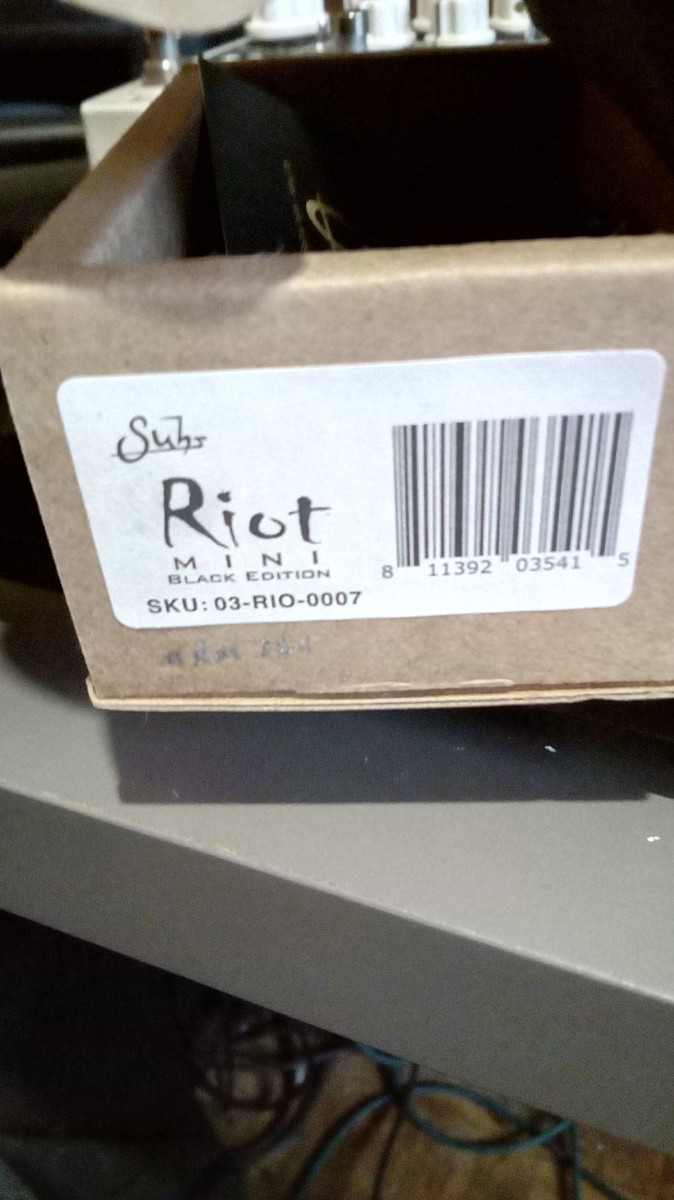 Suhr
Riot
MINI
BLACK EDITION
SKU: 03-RIO-0007
8 11392 03541 5